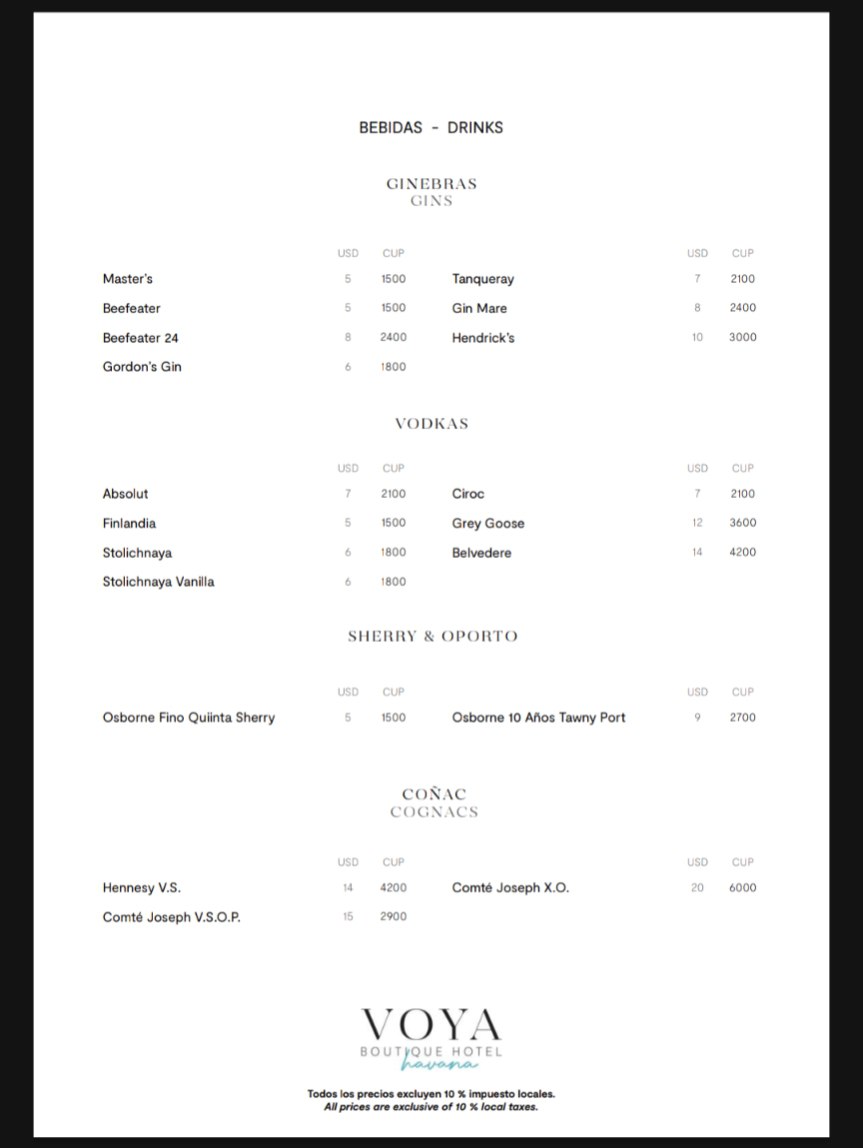 BEBIDAS - DRINKS
GINEBRAS
GINS
USD CUP USD CUP
Master's 5 1500 Tanqueray 7 2100
Beefeater 5 1500 Gin Mare 8 2400
Beefeater 24 8 2400 Hendrick's 10 3000
Gordon's Gin 6 1800
VODKAS
USD CUP USD CUP
Absolut 7 2100 Ciroc 7 2100
Finlandia 5 1500 Grey Goose 12 3600
Stolichnaya 6 1800 Belvedere 14 4200
Stolichnaya Vanilla 6 1800
SHERRY & OPORTO
USD CUP USD CUP
Osborne Fino Quiinta Sherry 5 1500 Osborne 10 Años Tawny Port 9 2700
COÑAC
COGNACS
USD CUP USD CUP
Hennesy V.S. 14 4200 Comté Joseph X.O. 20 6000
Comté Joseph V.S.O.P. 15 2900
VOYA
BOUTIQUE HOTEL
havana
Todos los precios excluyen 10 % impuesto locales.
All prices are exclusive of 10 % local taxes.